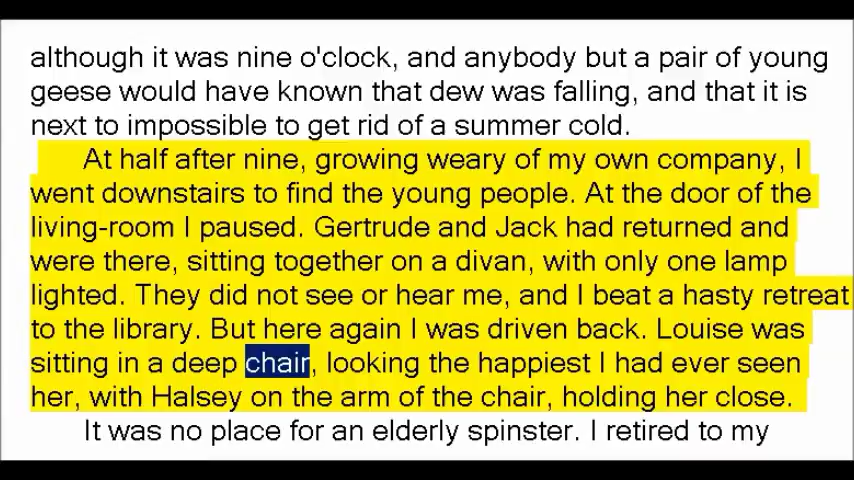 although it was nine o'clock, and anybody but a pair of young
geese would have known that dew was falling, and that it is
next to impossible to get rid of a summer cold.
At half after nine, growing weary of my own company, I
went downstairs to find the young people. At the door of the
living-room I paused. Gertrude and Jack had returned and
were there, sitting together on a divan, with only one lamp
lighted. They did not see or hear me, and I beat a hasty retreat
to the library. But here again I was driven back. Louise was
sitting in a deep chair, looking the happiest I had ever seen
her, with Halsey on the arm of the chair, holding her close.
It was no place for an elderly spinster. I retired to my